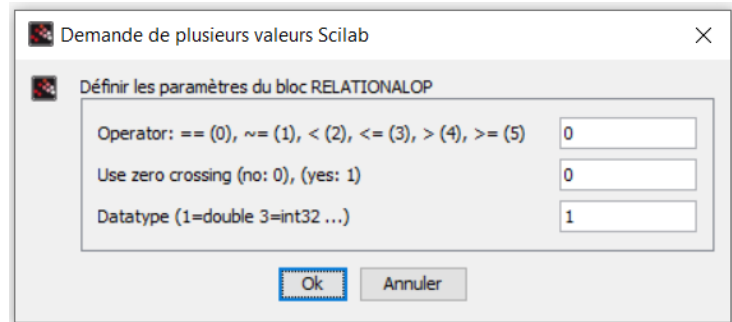 Demande de plusieurs valeurs Scilab
Définir les paramètres du bloc RELATIONALOP
Operator: == (0), ~= (1), < (2), <= (3), > (4), >= (5) 0
Use zero crossing (no: 0), (yes: 1) 0
Datatype (1=double 3=int32 ...) 1
Ok Annuler